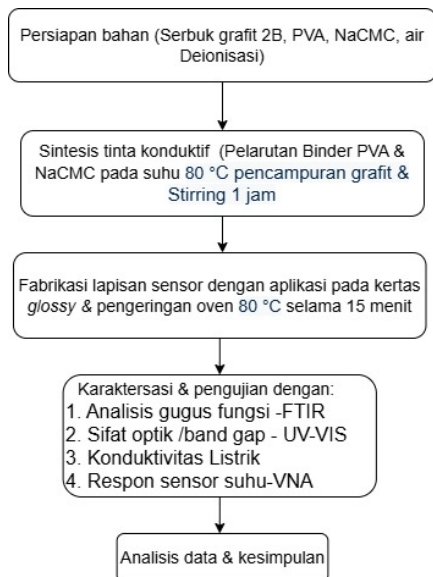 Persiapan bahan (Serbuk grafit 2B, PVA, NaCMC, air
Deionisasi)
Sintesis tinta konduktif (Pelarutan Binder PVA &
NaCMC pada suhu 80 °C pencampuran grafit &
Stirring 1 jam
Fabrikasi lapisan sensor dengan aplikasi pada kertas
glossy & pengeringan oven 80 °C selama 15 menit
Karaktersasi & pengujian dengan:
1. Analisis gugus fungsi -FTIR
2. Sifat optik /band gap - UV-VIS
3. Konduktivitas Listrik
4. Respon sensor suhu-VNA
Analisis data & kesimpulan